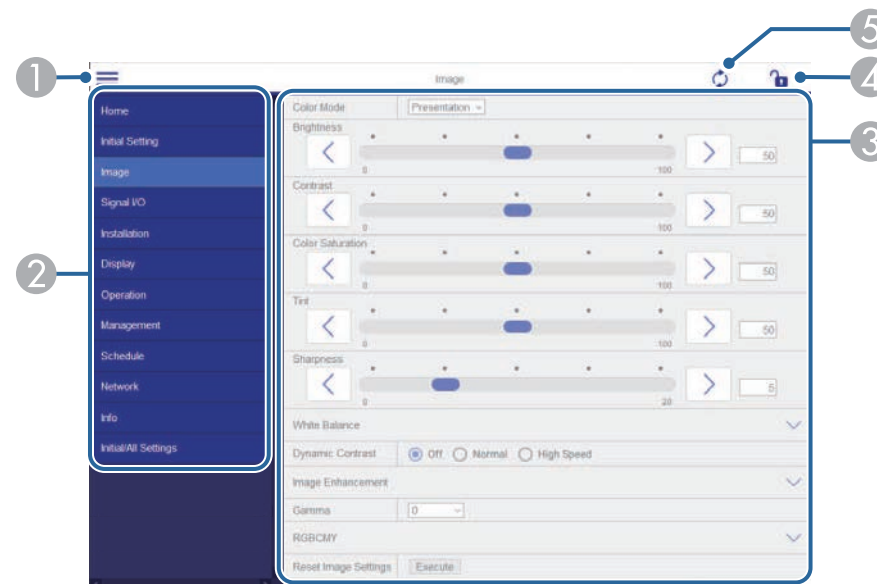 5
1
Image
4
Home
Color Mode
Presentation
Brightness
3
Initial Setting
0
100
50
Image
Contrast
Signal I/O
0
100
50
Installation
Color Saturation
2
Display
0
100
50
Operation
Tint
Management
0
100
50
Schedule
Sharpness
Network
0
20
5
Info
White Balance
Initial/All Settings
Dynamic Contrast
Off
Normal
High Speed
Image Enhancement
Gamma
0
RGBCMY
Reset Image Settings
Execute